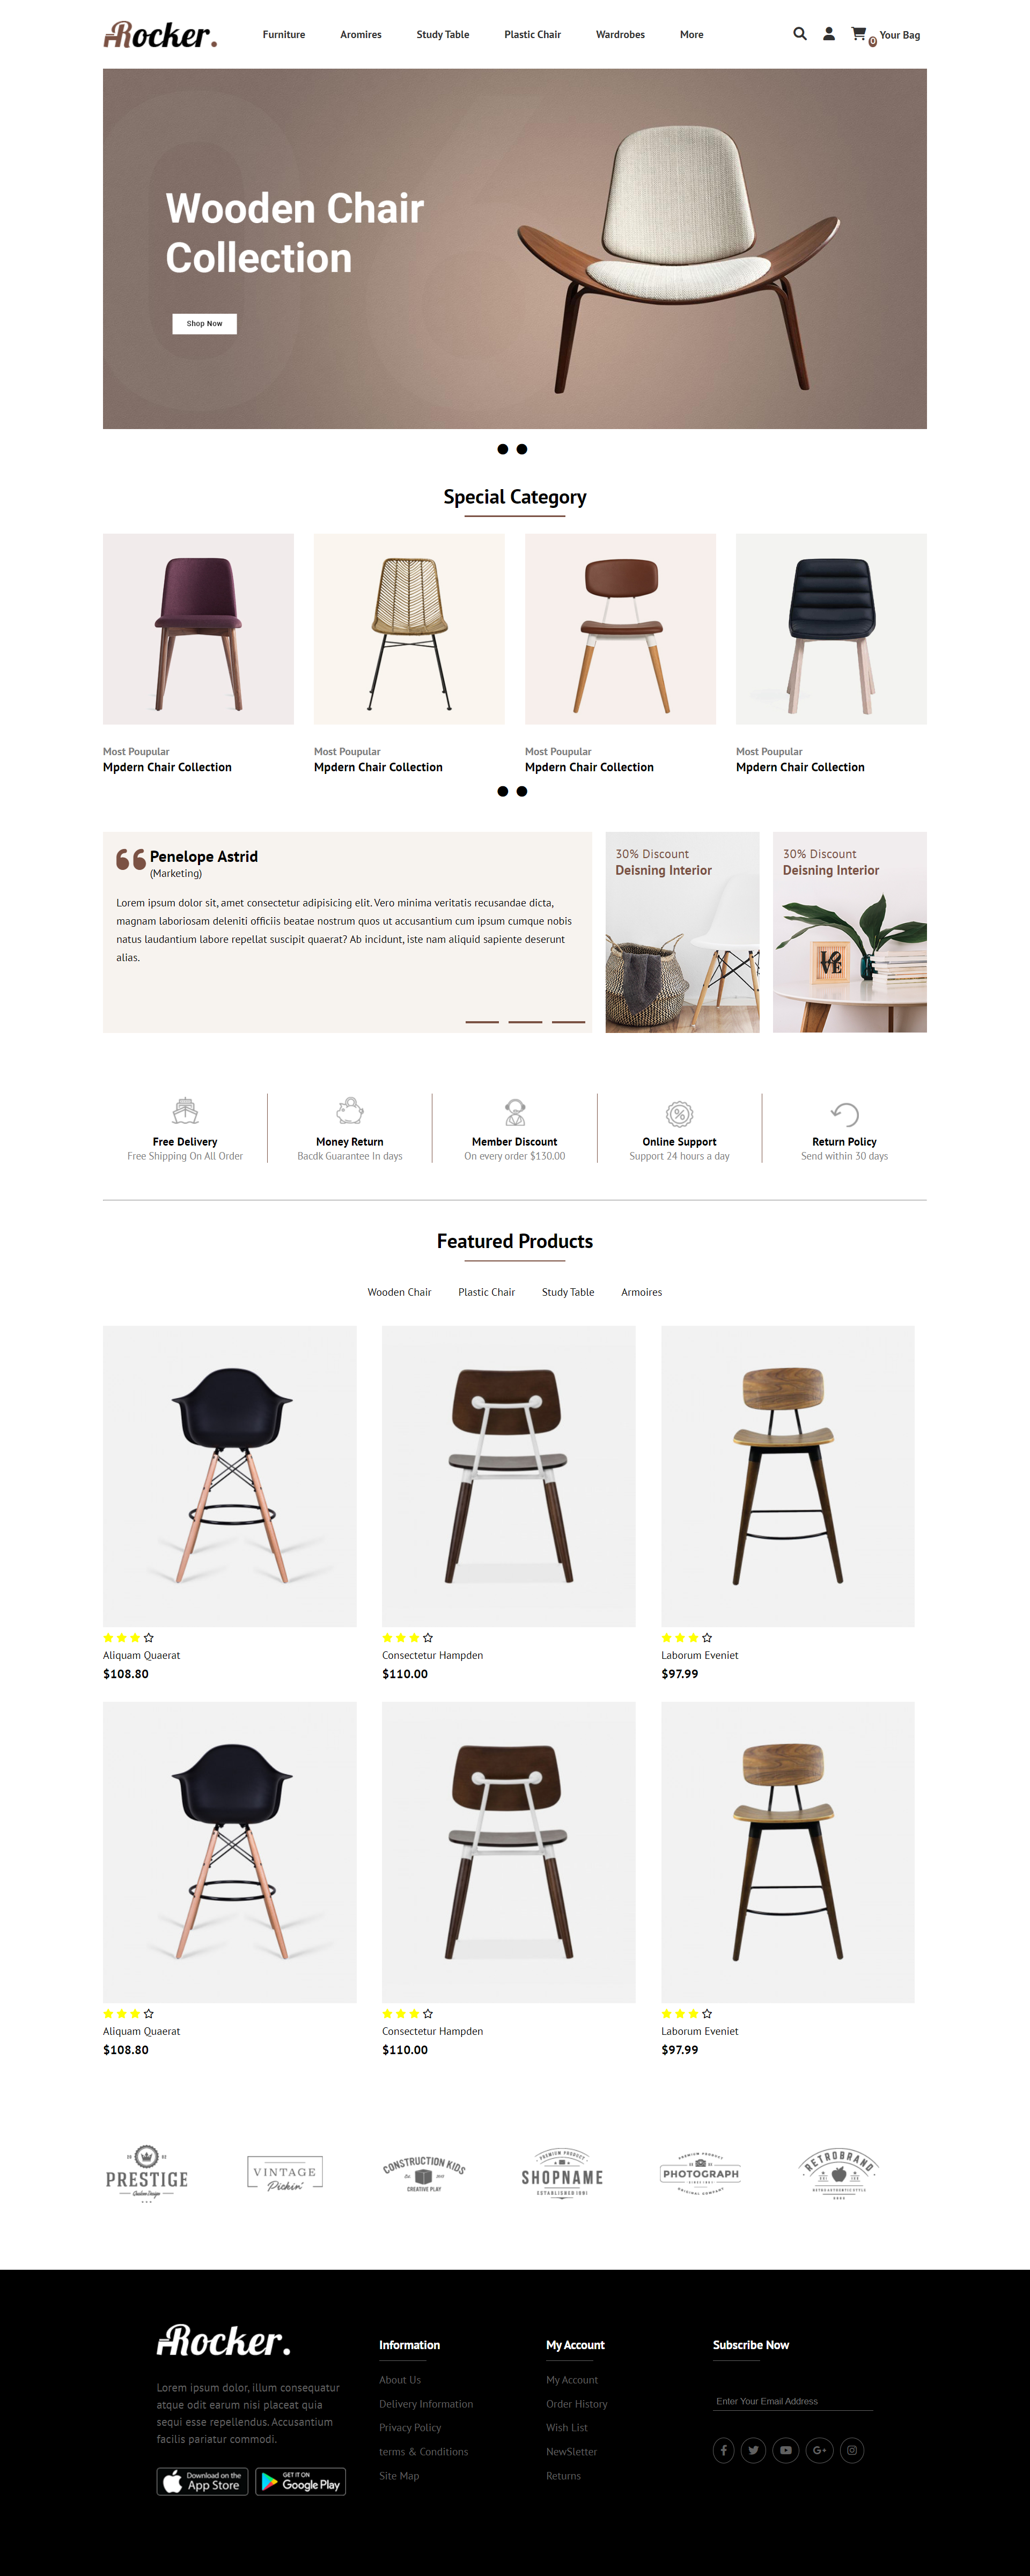 Rocker.
Furniture Aromires Study Table Plastic Chair Wardrobes More
0 Your Bag
Wooden Chair
Collection
Shop Now
Special Category
Most Poupular Most Poupular Most Poupular Most Poupular
Mpdern Chair Collection Mpdern Chair Collection Mpdern Chair Collection Mpdern Chair Collection
Penelope Astrid
(Marketing)
Lorem ipsum dolor sit, amet consectetur adipisicing elit. Vero minima veritatis recusandae dicta,
magnam laboriosam deleniti officiis beatae nostrum quos ut accusantium cum ipsum cumque nobis
natus laudantium labore repellat suscipit quaerat? Ab incidunt, iste nam aliquid sapiente deserunt
alias.
30% Discount
Deisning Interior
30% Discount
Deisning Interior
LOVE
Free Delivery Money Return Member Discount Online Support Return Policy
Free Shipping On All Order Bacdk Guarantee In days On every order $130.00 Support 24 hours a day Send within 30 days
Featured Products
Wooden Chair Plastic Chair Study Table Armoires
Aliquam Quaerat Consectetur Hampden Laborum Eveniet
$108.80 $110.00 $97.99
Aliquam Quaerat Consectetur Hampden Laborum Eveniet
$108.80 $110.00 $97.99
PRESTIGE
Creative Design
VINTAGE
Pickin'
CONSTRUCTION KIDS
CREATIVE PLAY
PREMIUM PRODUCT
SHOPNAME
ESTABLISHED 1991
PREMIUM PRODUCT
PHOTOGRAPH
ORIGINAL COMPANY
RETROBRAND
Rocker.
Lorem ipsum dolor, illum consequatur
atque odit earum nisi placeat quia
sequi esse repellendus. Accusantium
facilis pariatur commodi.
Download on the
App Store
GET IT ON
Google Play
Information
About Us
Delivery Information
Privacy Policy
terms & Conditions
Site Map
My Account
My Account
Order History
Wish List
NewSletter
Returns
Subscribe Now
Enter Your Email Address
G+